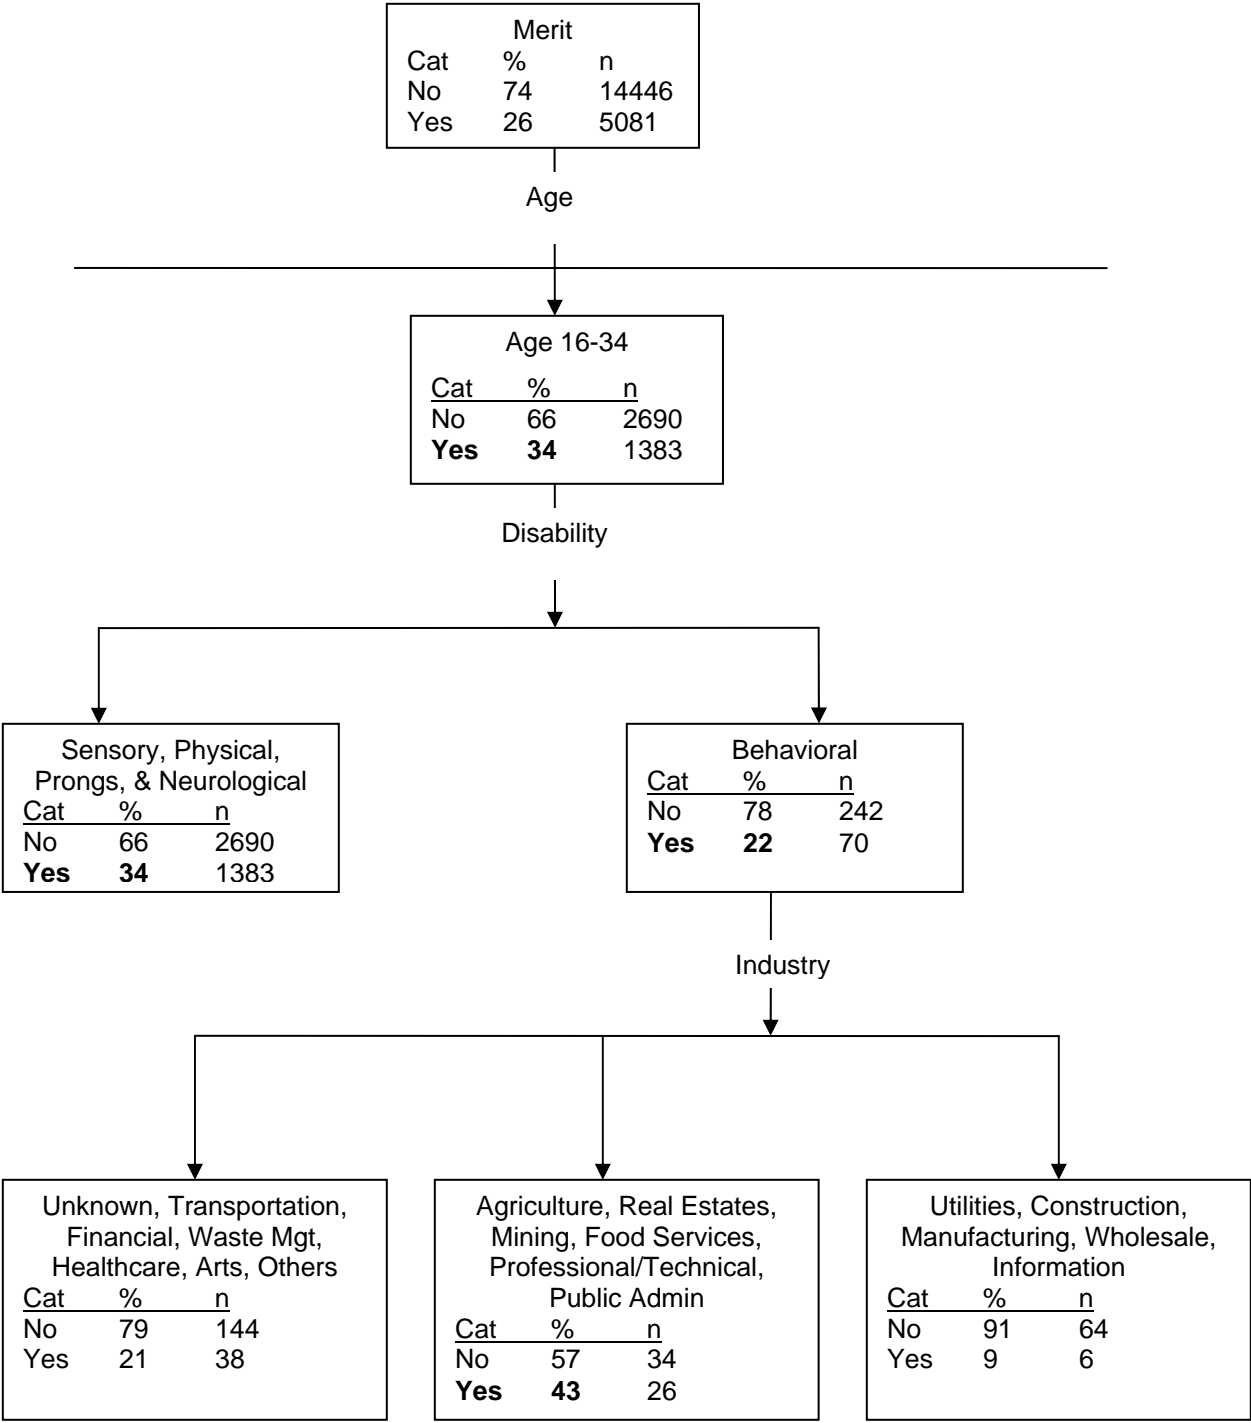 Merit
Cat % n
No 74 14446
Yes 26 5081
Age
Age 16-34
Cat % n
No 66 2690
Yes 34 1383
Disability
Sensory, Physical,
Prongs, & Neurological
Cat % n
No 66 2690
Yes 34 1383
Behavioral
Cat % n
No 78 242
Yes 22 70
Industry
Unknown, Transportation,
Financial, Waste Mgt,
Healthcare, Arts, Others
Cat % n
No 79 144
Yes 21 38
Agriculture, Real Estates,
Mining, Food Services,
Professional/Technical,
Public Admin
Cat % n
No 57 34
Yes 43 26
Utilities, Construction,
Manufacturing, Wholesale,
Information
Cat % n
No 91 64
Yes 9 6